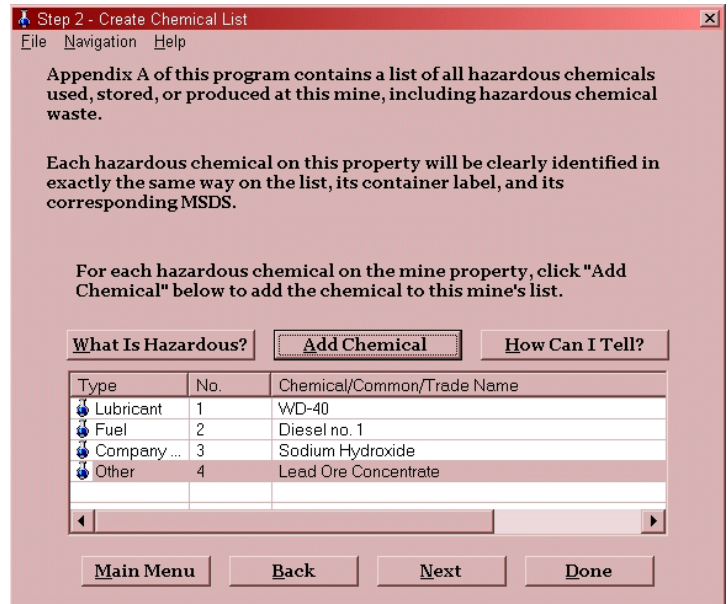 Step 2 - Create Chemical List
File Navigation Help
Appendix A of this program contains a list of all hazardous chemicals
used, stored, or produced at this mine, including hazardous chemical
waste.
Each hazardous chemical on this property will be clearly identified in
exactly the same way on the list, its container label, and its
corresponding MSDS.
For each hazardous chemical on the mine property, click "Add
Chemical" below to add the chemical to this mine's list.
What Is Hazardous? Add Chemical How Can I Tell?
Type No. Chemical/Common/Trade Name
Lubricant 1 WD-40
Fuel 2 Diesel no. 1
Company ... 3 Sodium Hydroxide
Other 4 Lead Ore Concentrate
Main Menu Back Next Done